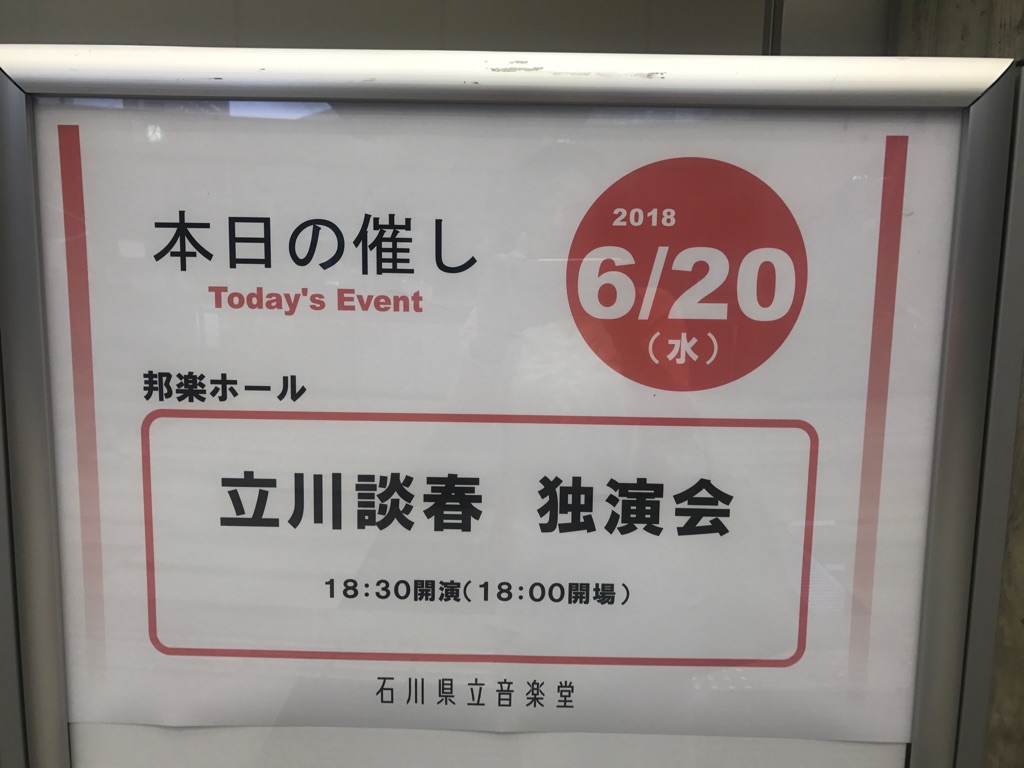 本日の催し
Today's Event
2018
6/20
(水)
邦楽ホール
立川談春 独演会
18:30開演(18:00開場)
石川県立音楽堂